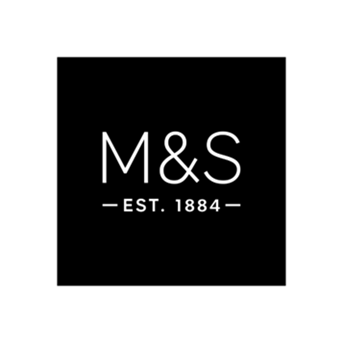 M&S
— EST. 1884 —